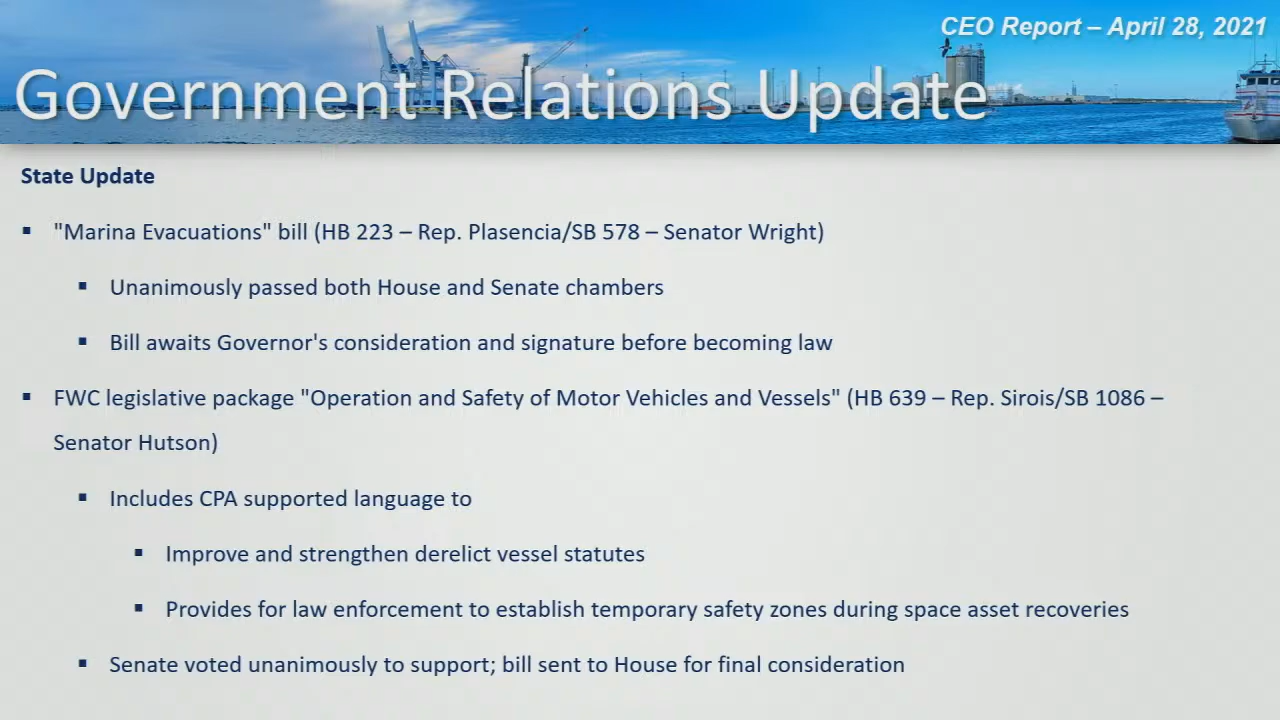 CEO Report – April 28, 2021
Government Relations Update
State Update
▪ "Marina Evacuations" bill (HB 223 – Rep. Plasencia/SB 578 – Senator Wright)
▪ Unanimously passed both House and Senate chambers
▪ Bill awaits Governor's consideration and signature before becoming law
▪ FWC legislative package "Operation and Safety of Motor Vehicles and Vessels" (HB 639 – Rep. Sirois/SB 1086 –
Senator Hutson)
▪ Includes CPA supported language to
▪ Improve and strengthen derelict vessel statutes
▪ Provides for law enforcement to establish temporary safety zones during space asset recoveries
▪ Senate voted unanimously to support; bill sent to House for final consideration